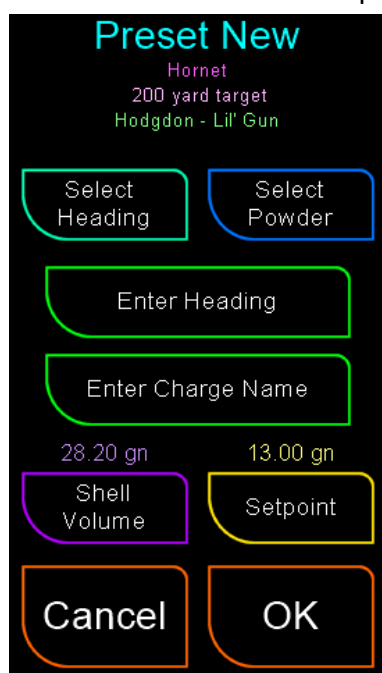 Preset New
Hornet
200 yard target
Hodgdon - Lil' Gun
Select
Heading
Select
Powder
Enter Heading
Enter Charge Name
28.20 gn
13.00 gn
Shell
Volume
Setpoint
Cancel
OK